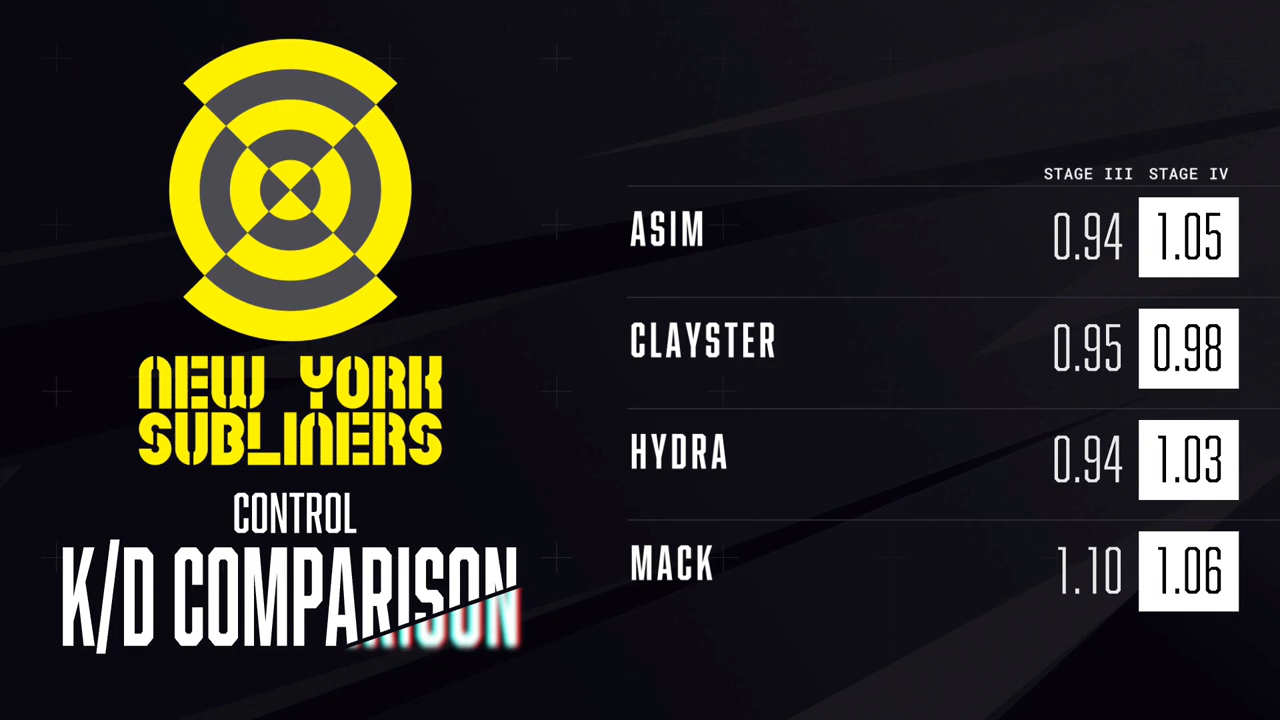 NEW YORK
SUBLINERS
CONTROL
K/D COMPARISON
STAGE III STAGE IV
ASIM 0.94 1.05
CLAYSTER 0.95 0.98
HYDRA 0.94 1.03
MACK 1.10 1.06